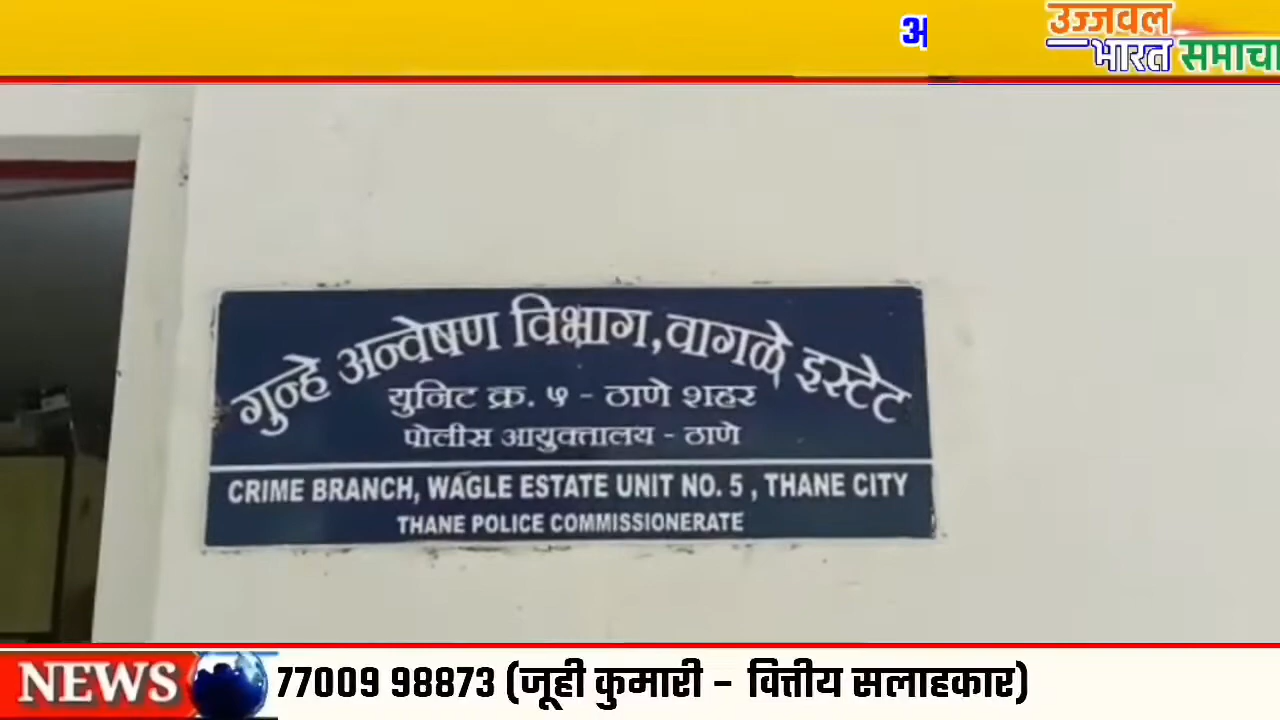 अ
उज्जवल
भारत समाचा
गुन्हे अन्वेषण विभाग, वागळे इस्टेट
युनिट क्र. ५ - ठाणे शहर
पोलीस आयुक्तालय - ठाणे
CRIME BRANCH, WAGLE ESTATE UNIT NO. 5 , THANE CITY
THANE POLICE COMMISSIONERATE
NEWS 77009 98873 (जूही कुमारी - वित्तीय सलाहकार)